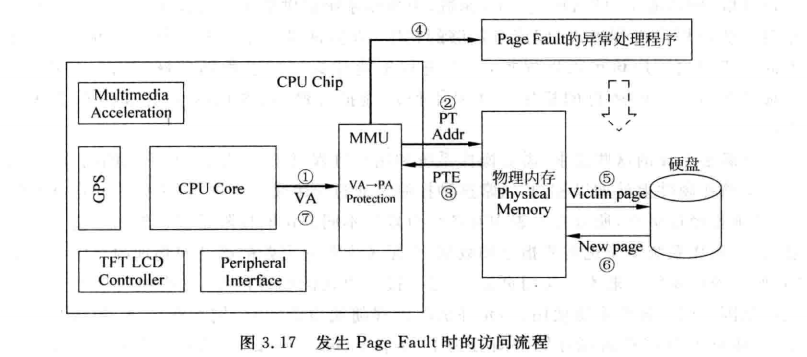 ④
Page Fault的异常处理程序
CPU Chip
Multimedia
Acceleration
GPS
CPU Core
①
VA
⑦
MMU
VA→PA
Protection
②
PT
Addr
PTE
③
物理内存
Physical
Memory
硬盘
⑤
Victim page
New page
⑥
TFT LCD
Controller
Peripheral
Interface
图 3.17 发生 Page Fault 时的访问流程